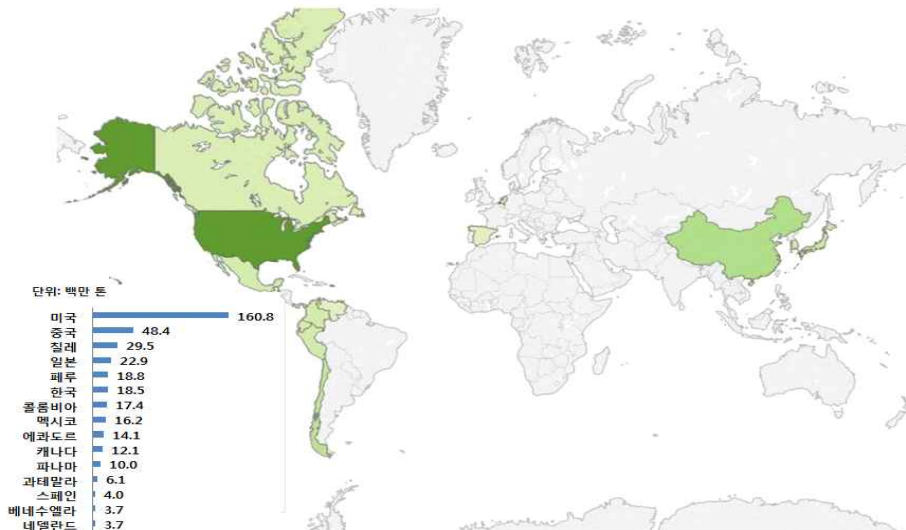 단위: 백만 톤
미국 160.8
중국 48.4
칠레 29.5
일본 22.9
페루 18.8
한국 18.5
콜롬비아 17.4
멕시코 16.2
에콰도르 14.1
캐나다 12.1
파나마 10.0
과테말라 6.1
스페인 4.0
베네수엘라 3.7
네델란드 3.7